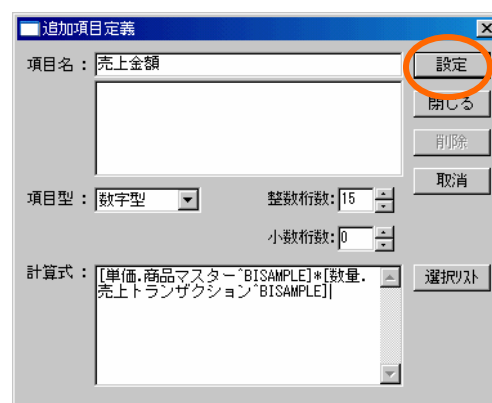 追加項目定義
項目名： 売上金額 設定
閉じる
削除
取消
項目型： 数字型 整数桁数： 15
小数桁数： 0
計算式： [単価.商品マスター^BISAMPLE]*[数量. 選択リスト
売上トランザクション^BISAMPLE]